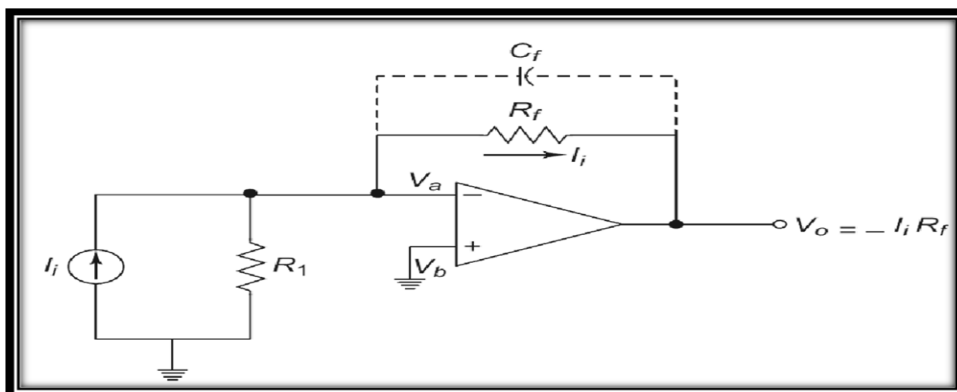 C_f
R_f
I_i
V_a
−
V_o = − I_i R_f
I_i
R_1
+
V_b